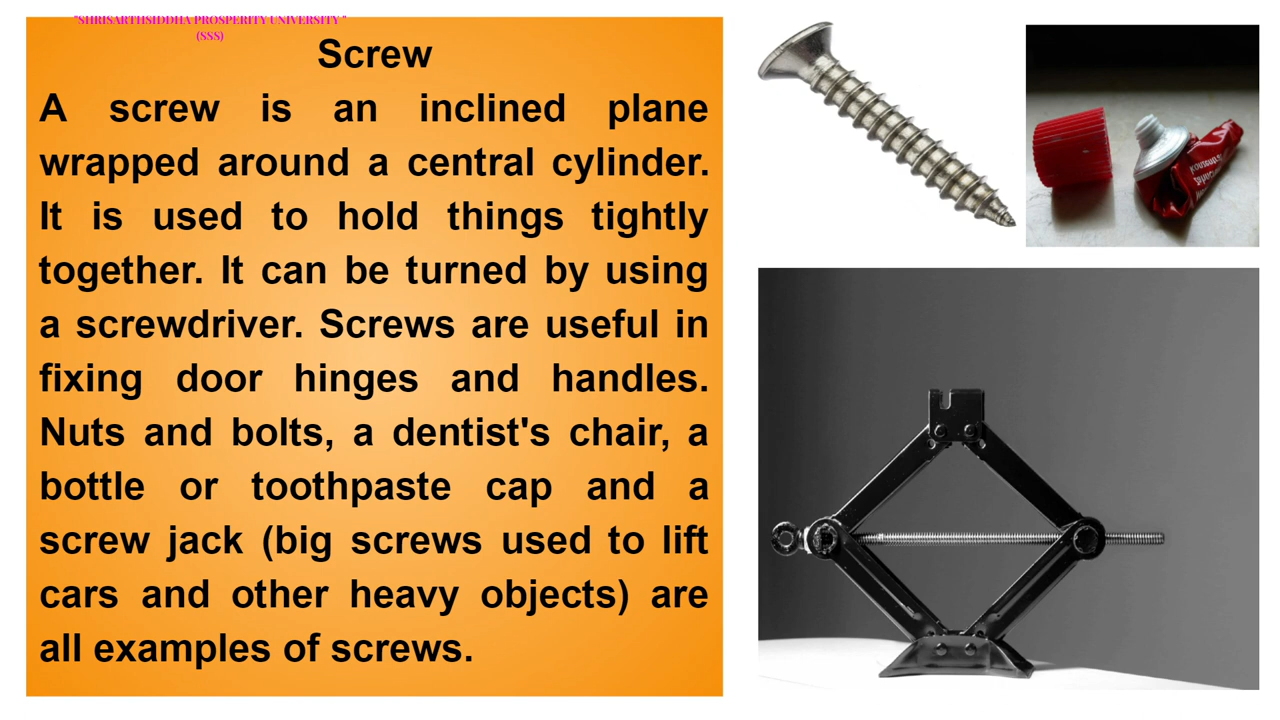 "SHRISARTHSIDDHA PROSPERITY UNIVERSITY "
(SSS)
Screw
A screw is an inclined plane
wrapped around a central cylinder.
It is used to hold things tightly
together. It can be turned by using
a screwdriver. Screws are useful in
fixing door hinges and handles.
Nuts and bolts, a dentist's chair, a
bottle or toothpaste cap and a
screw jack (big screws used to lift
cars and other heavy objects) are
all examples of screws.